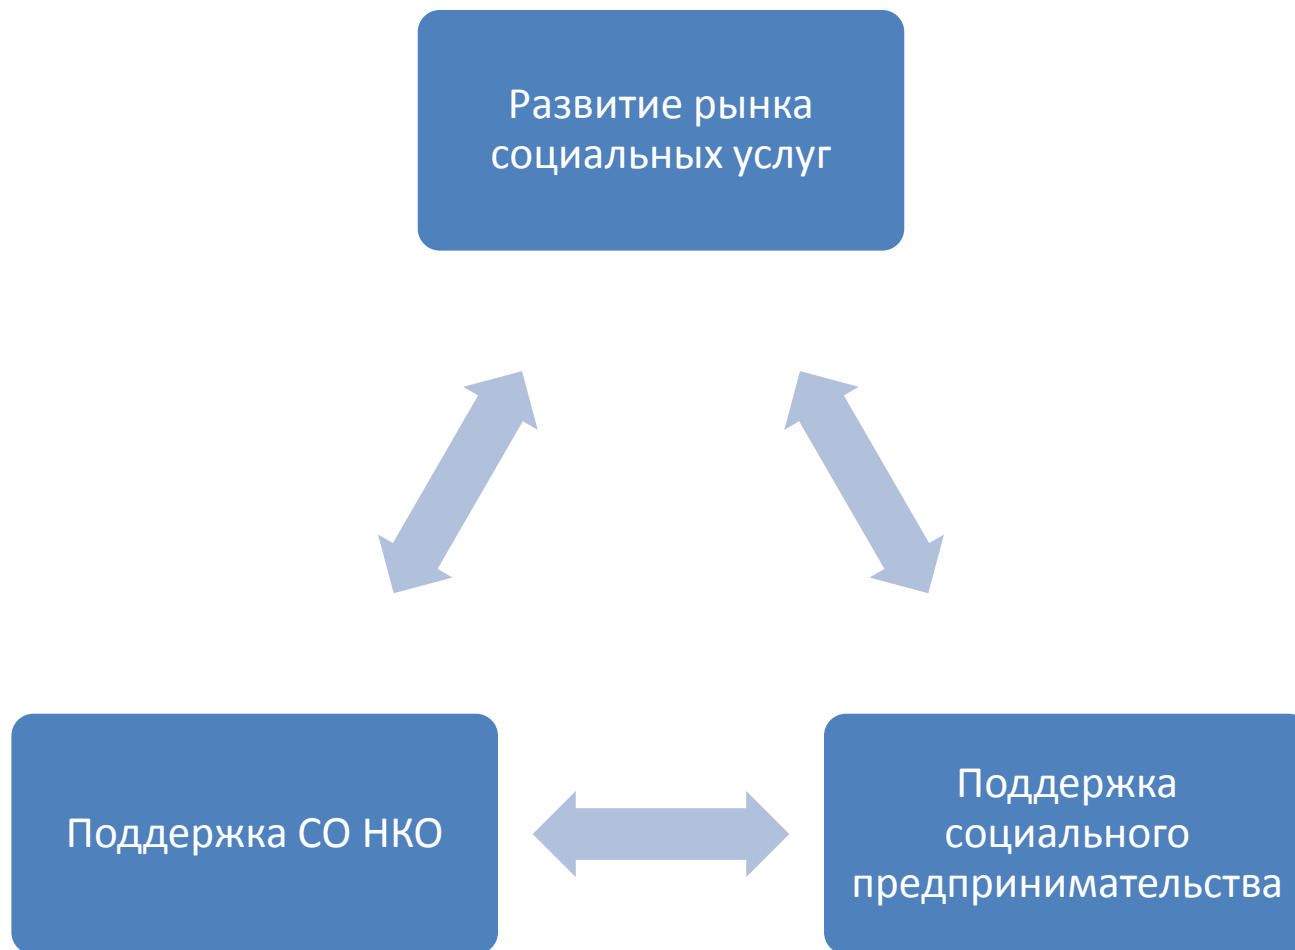 Развитие рынка
социальных услуг
Поддержка СО НКО
Поддержка
социального
предпринимательства